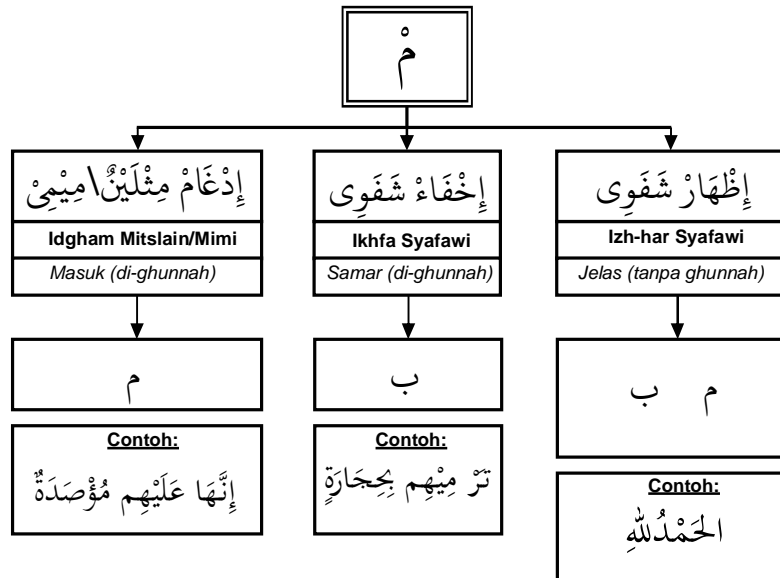 مْ
إِدْغَامْ مِثْلَيْنٌ\مِيْمِىْ
Idgham Mitslain/Mimi
Masuk (di-ghunnah)
م
Contoh:
إِنَّهَا عَلَيْهِم مُؤْصَدَةٌ
إِخْفَاءْ شَفَوِى
Ikhfa Syafawi
Samar (di-ghunnah)
ب
Contoh:
تَرْ مِيْهِم بِحِجَارَةٍ
إِظْهَارْ شَفَوِى
Izh-har Syafawi
Jelas (tanpa ghunnah)
م ب
Contoh:
الحَمْدُللهِ